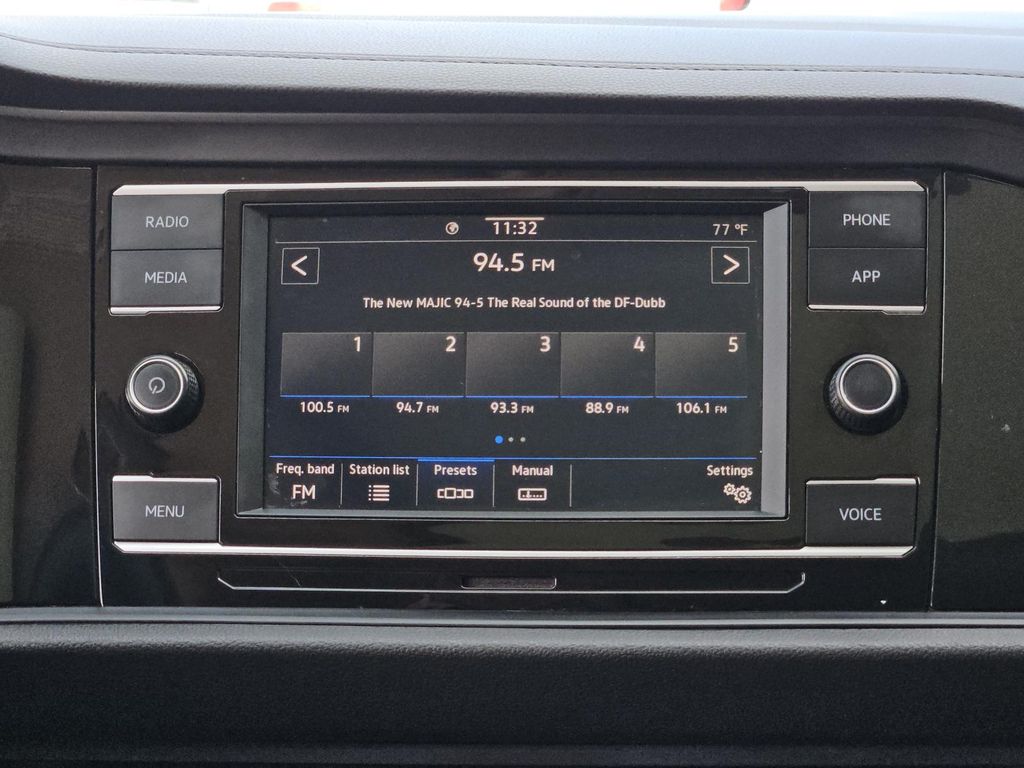 RADIO
MEDIA
MENU
PHONE
APP
VOICE
11:32
77 °F
<
94.5 FM
>
The New MAJIC 94-5 The Real Sound of the DF-Dubb
1 2 3 4 5
100.5 FM 94.7 FM 93.3 FM 88.9 FM 106.1 FM
Freq. band Station list Presets Manual Settings
FM